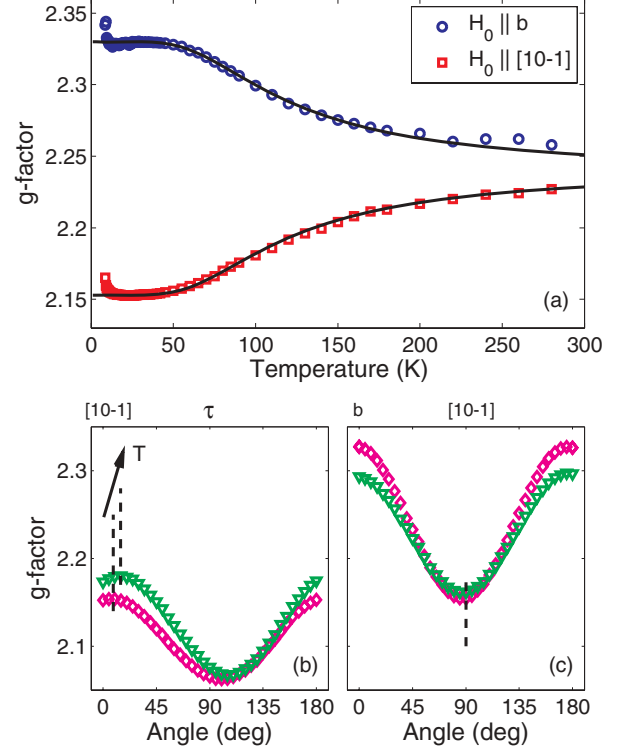 2.35
2.30
2.25
2.20
2.15
g-factor
H0 || b
H0 || [10-1]
(a)
0 50 100 150 200 250 300
Temperature (K)
[10-1] τ
b [10-1]
T
2.3
2.2
2.1
g-factor
(b)
(c)
0 45 90 135 180
0 45 90 135 180
Angle (deg)
Angle (deg)